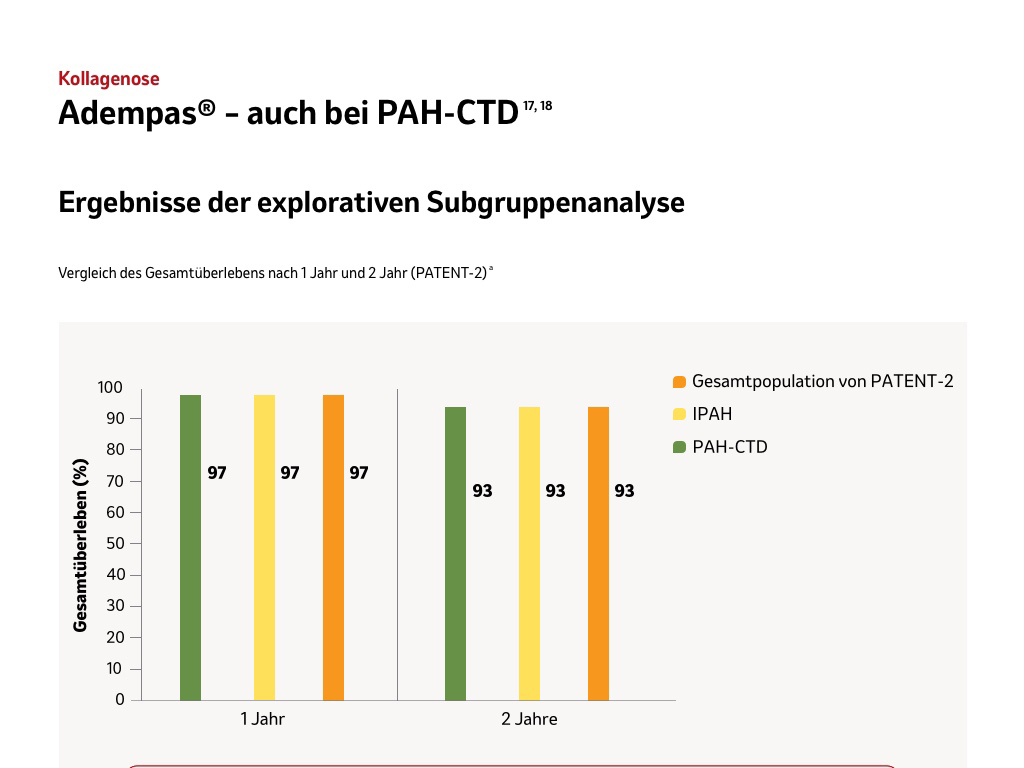 Kollagenose
Adempas® – auch bei PAH-CTD 17, 18
Ergebnisse der explorativen Subgruppenanalyse
Vergleich des Gesamtüberlebens nach 1 Jahr und 2 Jahr (PATENT-2) a
Gesamtpopulation von PATENT-2
IPAH
PAH-CTD
Gesamtüberleben (%)
100
90
80
70
60
50
40
30
20
10
0
97
97
97
93
93
93
1 Jahr
2 Jahre